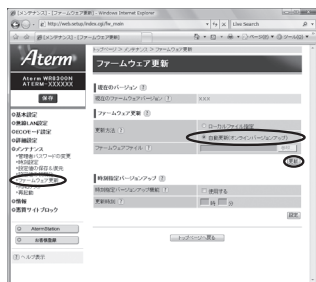 [メンテナンス] - [ファームウェア更新] - Windows Internet Explorer
http://web.setup/index.cgi/fw_main
Live Search
[メンテナンス] - [ファームウェア更新]
ページ(P)
ツール(O)
トップページ > メンテナンス > ファームウェア更新
Aterm
Aterm WR8300N
ATERM-XXXXXX
保存
基本設定
無線LAN設定
ECOモード設定
詳細設定
メンテナンス
管理者パスワードの変更
時刻設定
設定値の保存&復元
ファームウェア更新
再起動
情報
悪質サイトブロック
AtermStation
お客様登録
ヘルプ表示
ファームウェア更新
現在のバージョン
現在のファームウェアバージョン
XXX
ファームウェア更新
更新方法
ローカルファイル指定
自動更新(オンラインバージョンアップ)
ファームウェアファイル
参照
更新
時刻指定バージョンアップ
時刻指定バージョンアップ機能
使用する
更新時刻
時 分
設定
トップページへ戻る